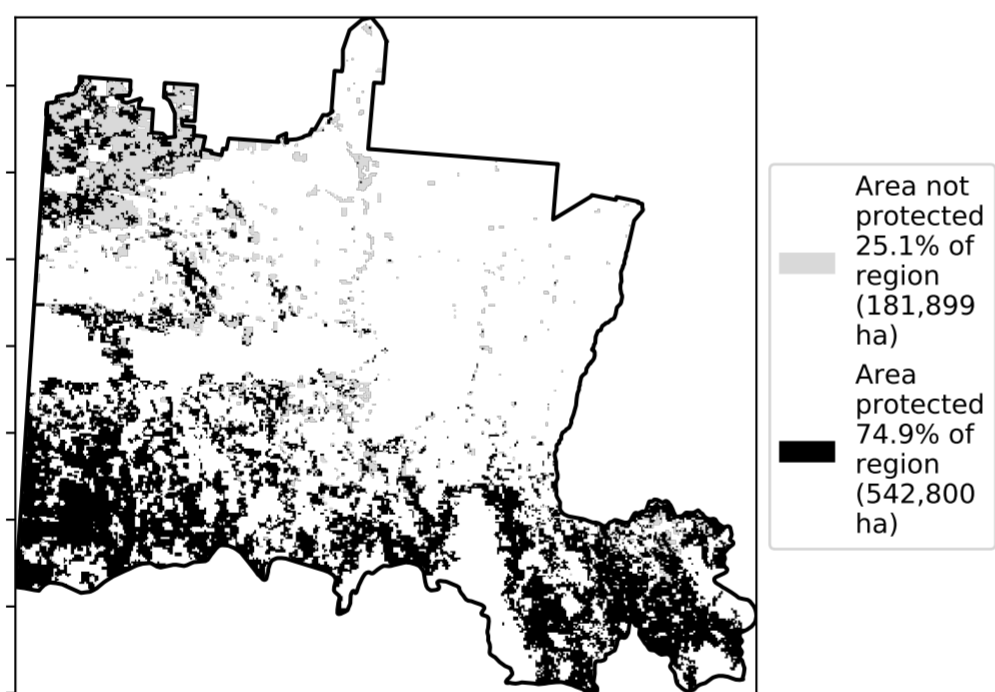 Area not
protected
25.1% of
region
(181,899
ha)
Area
protected
74.9% of
region
(542,800
ha)